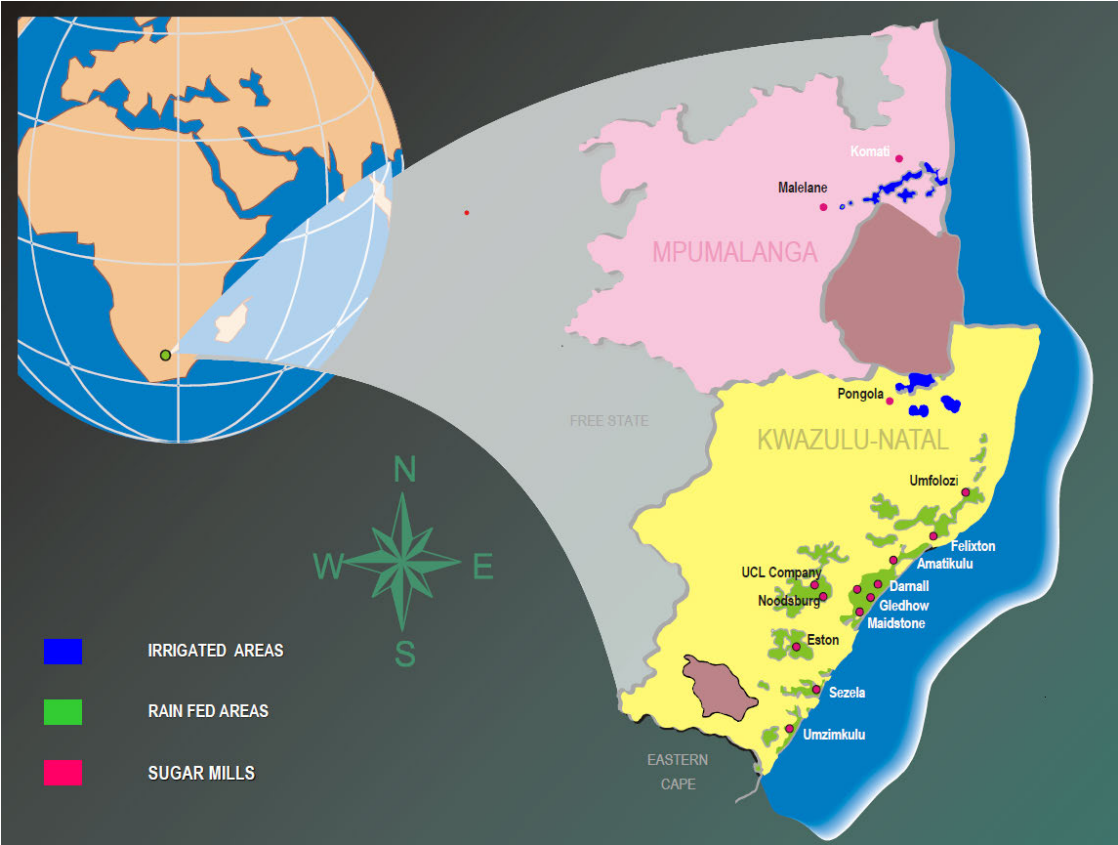 Komati
Malelane
MPUMALANGA
Pongola
FREE STATE
KWAZULU-NATAL
Umfolozi
N
Felixton
Amatikulu
W
E
UCL Company
Darnall
Noodsburg
Gledhow
Maidstone
Eston
S
IRRIGATED AREAS
Sezela
RAIN FED AREAS
Umzimkulu
EASTERN
CAPE
SUGAR MILLS